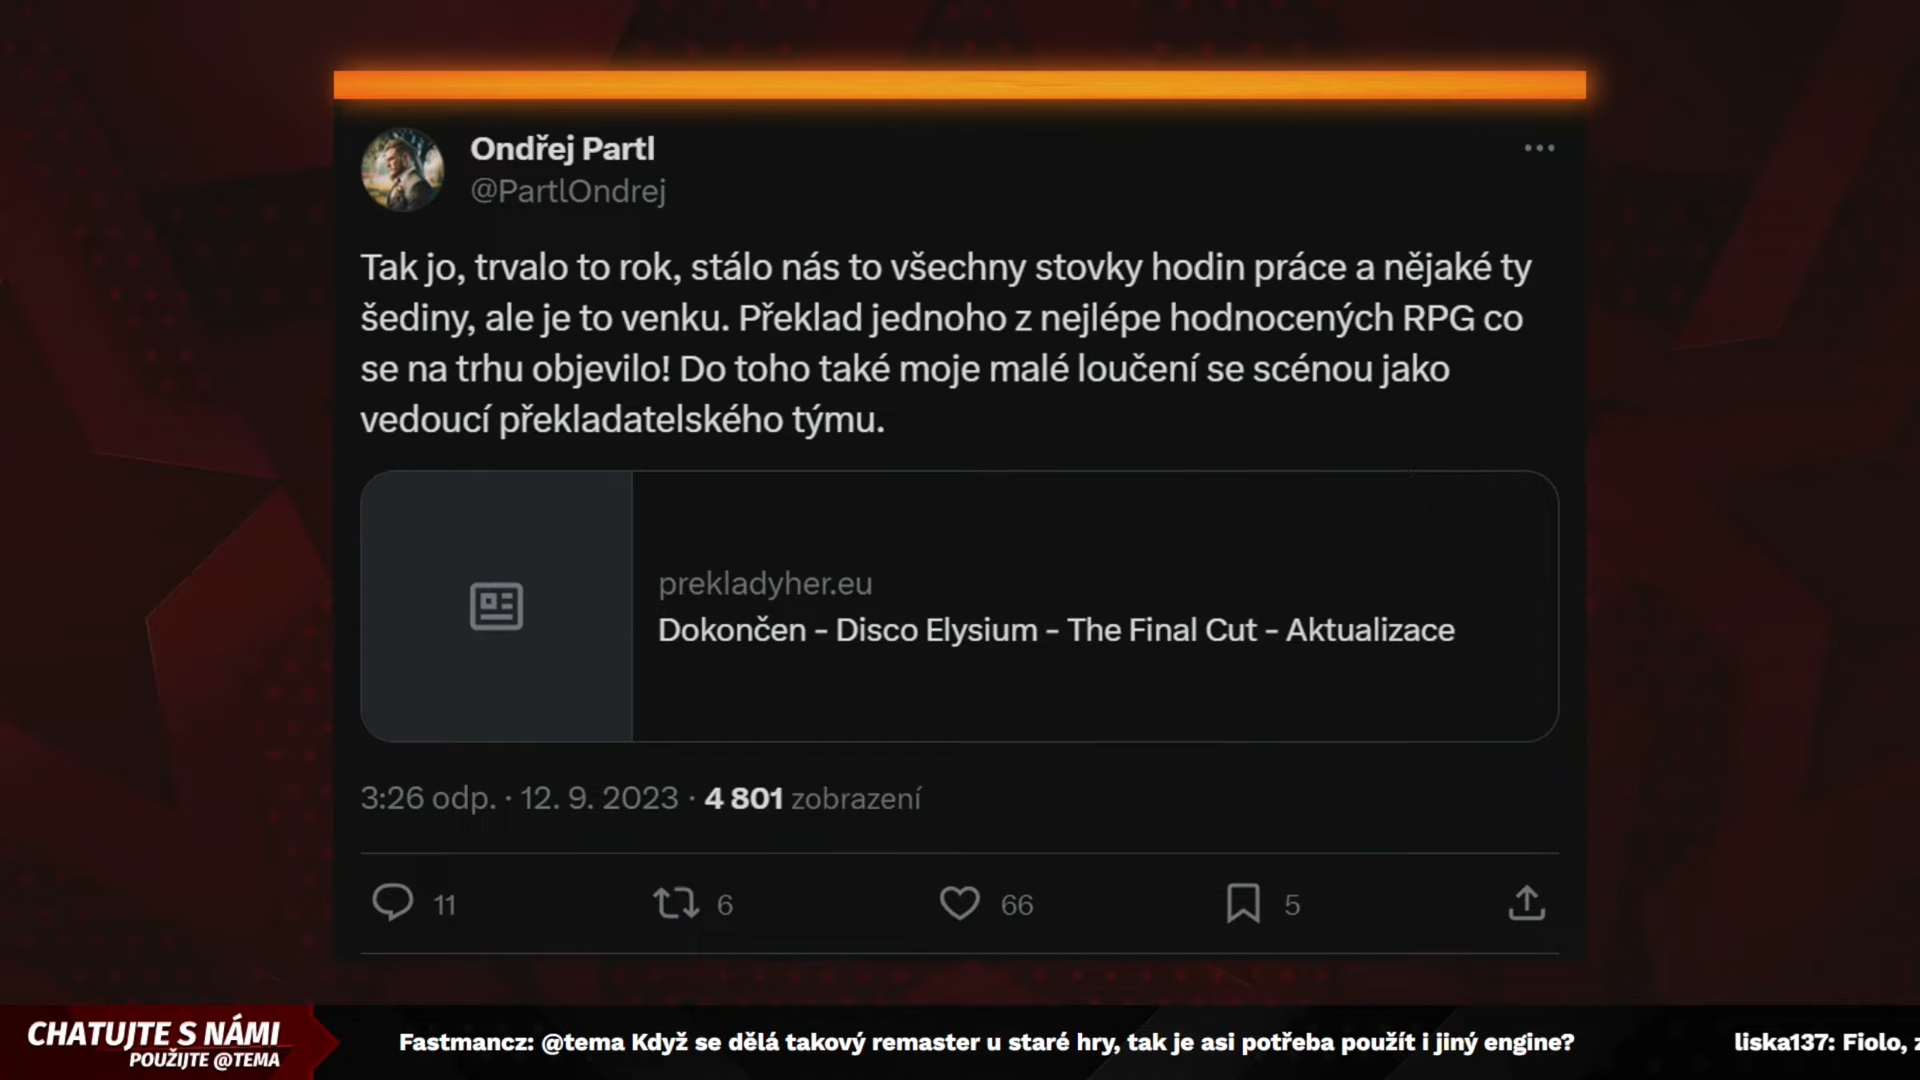 Ondřej Partl
@PartlOndrej
Tak jo, trvalo to rok, stálo nás to všechny stovky hodin práce a nějaké ty
šediny, ale je to venku. Překlad jednoho z nejlépe hodnocených RPG co
se na trhu objevilo! Do toho také moje malé loučení se scénou jako
vedoucí překladatelského týmu.
prekladyher.eu
Dokončen - Disco Elysium - The Final Cut - Aktualizace
3:26 odp. · 12. 9. 2023 · 4 801 zobrazení
11 6 66 5
CHATUJTE S NÁMI
POUŽIJTE @TEMA
Fastmancz: @tema Když se dělá takový remaster u staré hry, tak je asi potřeba použít i jiný engine? liska137: Fiolo,